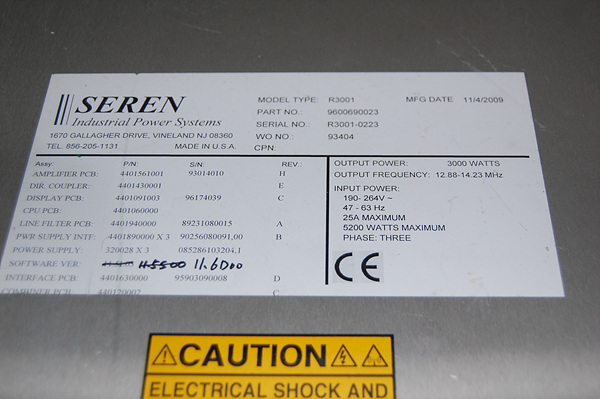 SEREN
Industrial Power Systems
1670 GALLAGHER DRIVE, VINELAND NJ 08360
TEL. 856-205-1131 MADE IN U.S.A.
MODEL TYPE: R3001 MFG DATE 11/4/2009
PART NO.: 9600690023
SERIAL NO.: R3001-0223
WO NO.: 93404
CPN:
Assy: P/N: S/N: REV.:
AMPLIFIER PCB: 4401561001 93014010 H
DIR. COUPLER: 4401430001 E
DISPLAY PCB: 4401091003 96174039 C
CPU PCB: 4401060000
LINE FILTER PCB: 4401940000 89231080015 A
PWR SUPPLY INTF: 4401890000 X 3 90256080091,00 B
POWER SUPPLY: 320028 X 3 085286103204,1
SOFTWARE VER: 11.6D00
INTERFACE PCB: 4401630000 95903090008 D
COMBINER PCB: 4401120002 C
OUTPUT POWER: 3000 WATTS
OUTPUT FREQUENCY: 12.88-14.23 MHz
INPUT POWER:
190- 264V ~
47 - 63 Hz
25A MAXIMUM
5200 WATTS MAXIMUM
PHASE: THREE
CE
CAUTION
ELECTRICAL SHOCK AND